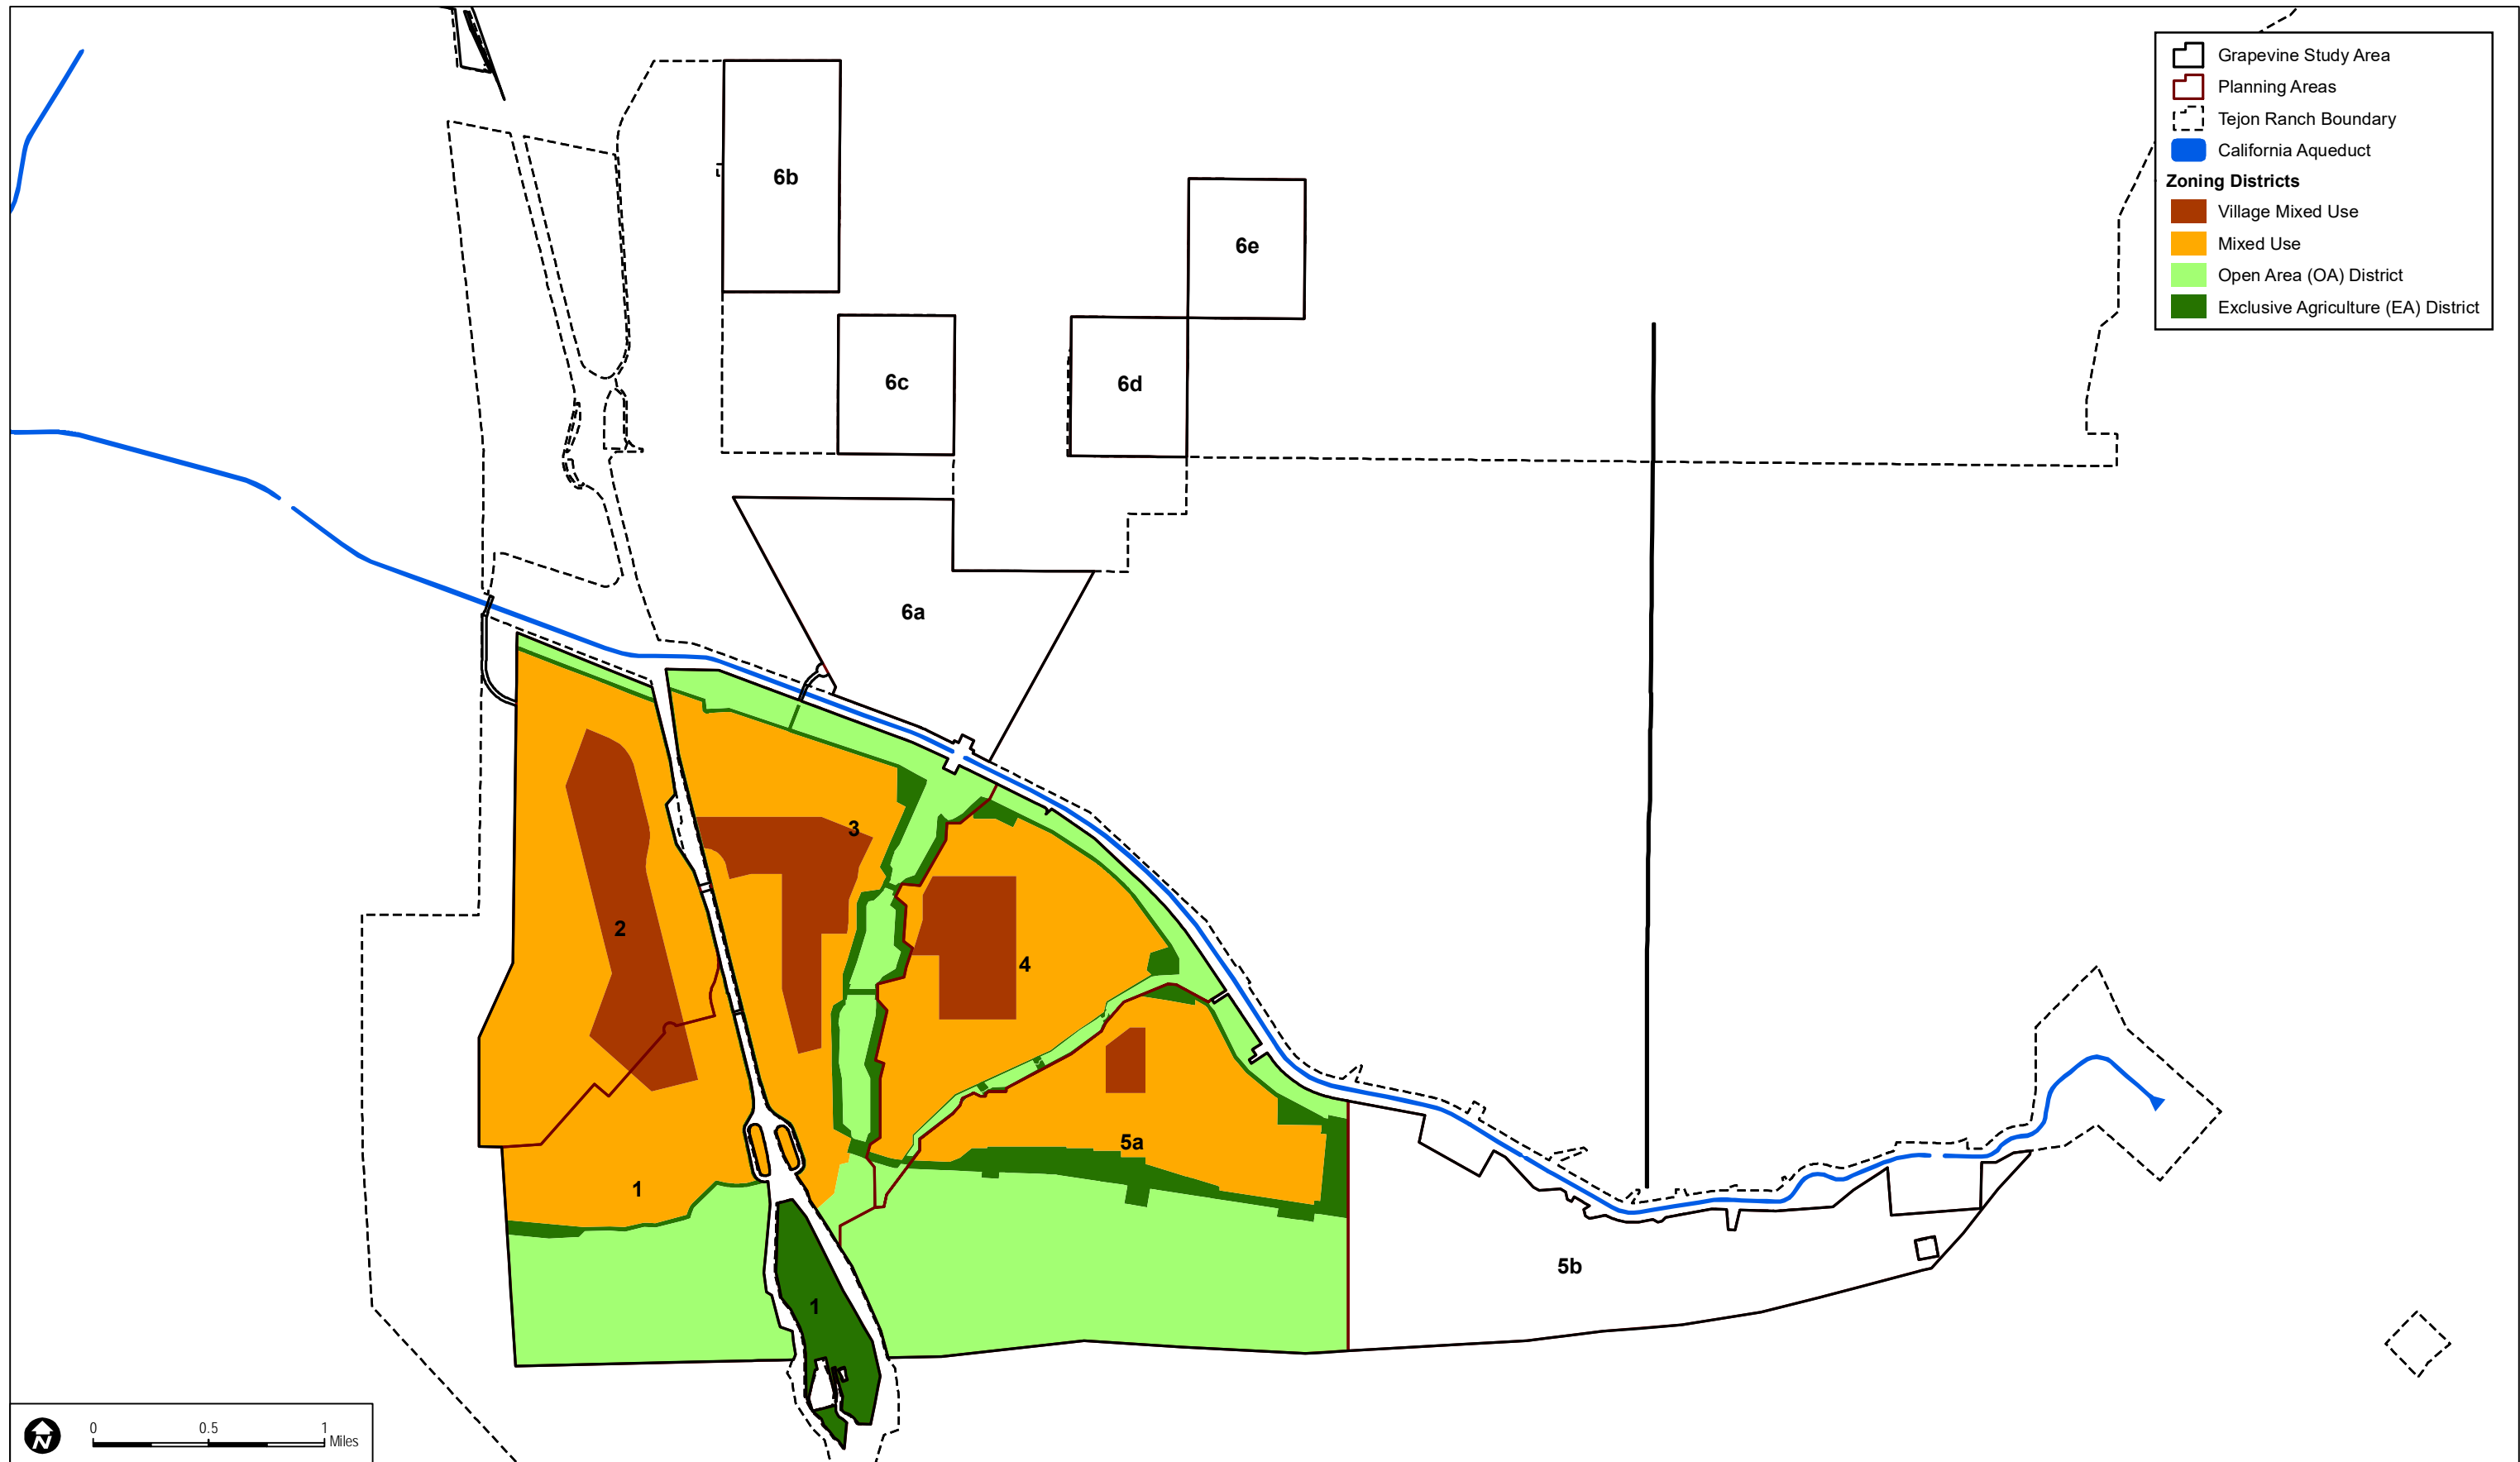 Grapevine Study Area
Planning Areas
Tejon Ranch Boundary
California Aqueduct
Zoning Districts
Village Mixed Use
Mixed Use
Open Area (OA) District
Exclusive Agriculture (EA) District
6b
6e
6c
6d
6a
3
2
4
5a
1
5b
1
N
0 0.5 1
Miles